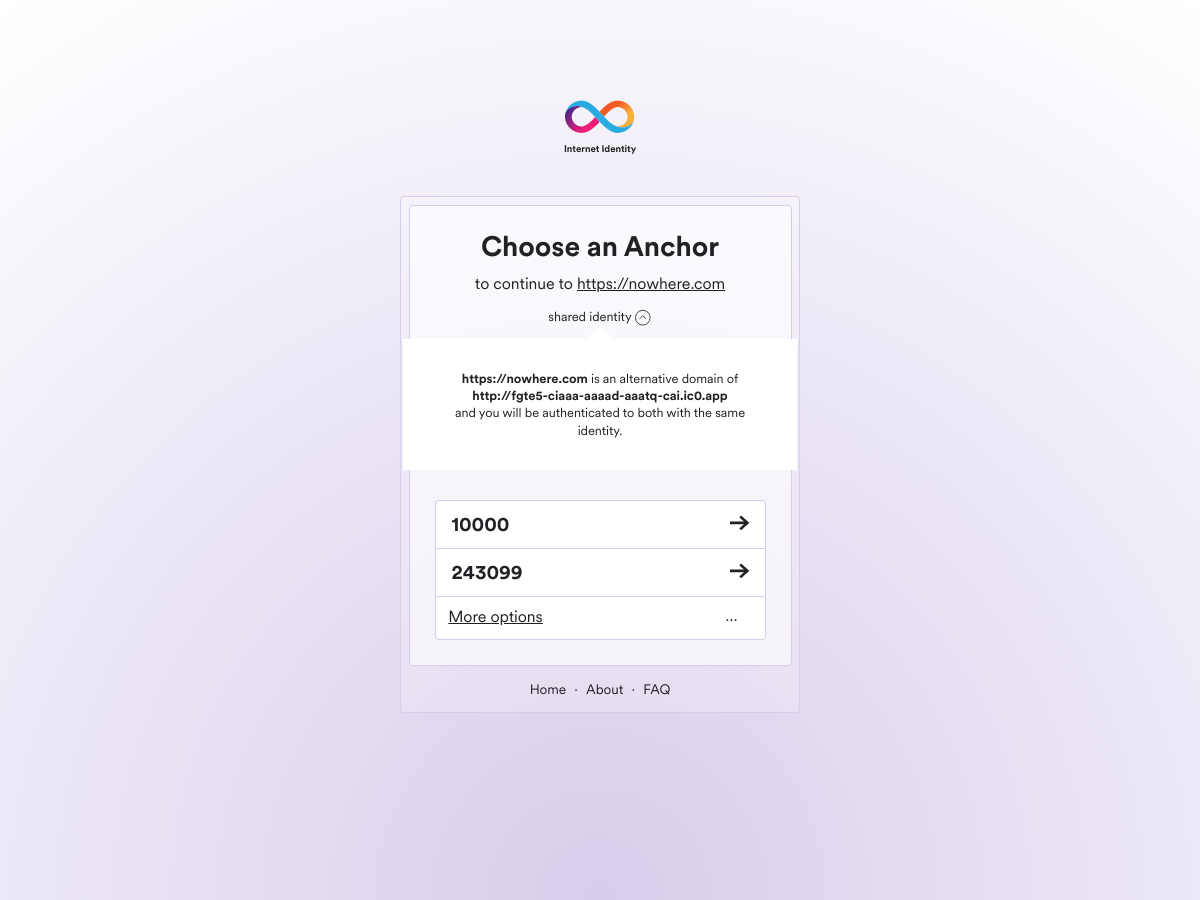 Internet Identity
Choose an Anchor
to continue to https://nowhere.com
shared identity
https://nowhere.com is an alternative domain of
http://fgte5-ciaaa-aaaad-aaatq-cai.ic0.app
and you will be authenticated to both with the same
identity.
10000
243099
More options ...
Home · About · FAQ